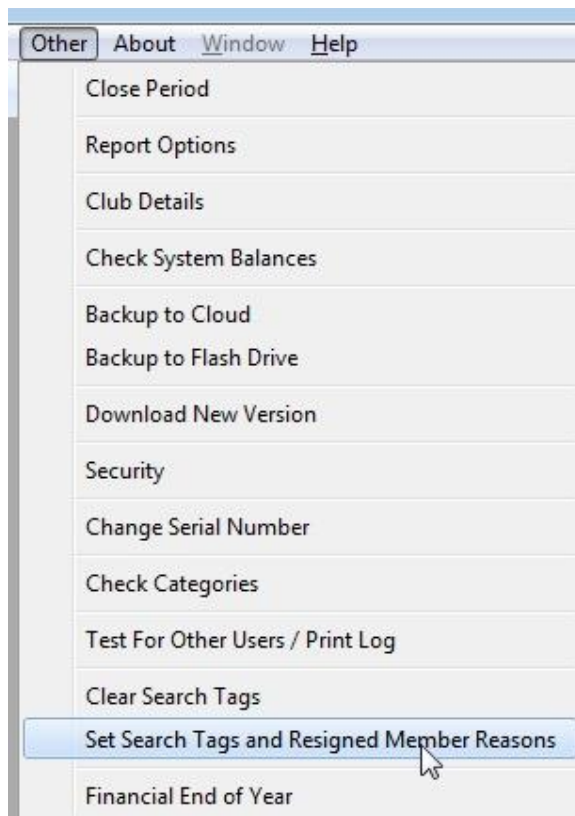 Other About Window Help
Close Period
Report Options
Club Details
Check System Balances
Backup to Cloud
Backup to Flash Drive
Download New Version
Security
Change Serial Number
Check Categories
Test For Other Users / Print Log
Clear Search Tags
Set Search Tags and Resigned Member Reasons
Financial End of Year